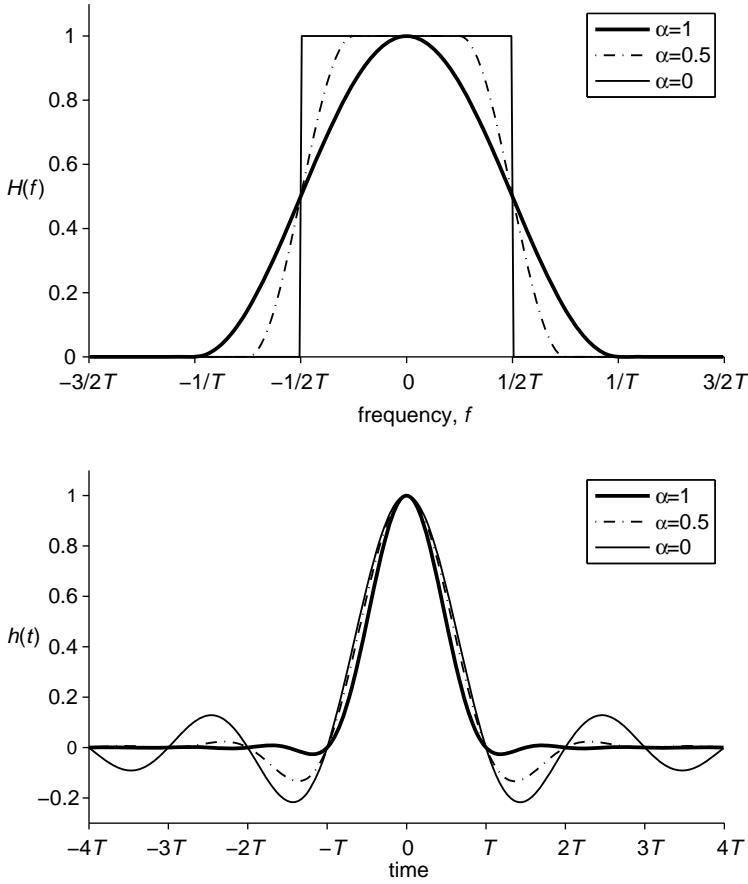 α=1
α=0.5
α=0
1
0.8
0.6
H(f)
0.4
0.2
0
−3/2T −1/T −1/2T 0 1/2T 1/T 3/2T
frequency, f
α=1
α=0.5
α=0
1
0.8
0.6
h(t)
0.4
0.2
0
−0.2
−4T −3T −2T −T 0 T 2T 3T 4T
time